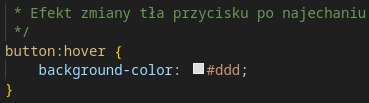 * Efekt zmiany tła przycisku po najechaniu
*/
button:hover {
background-color: #ddd;
}